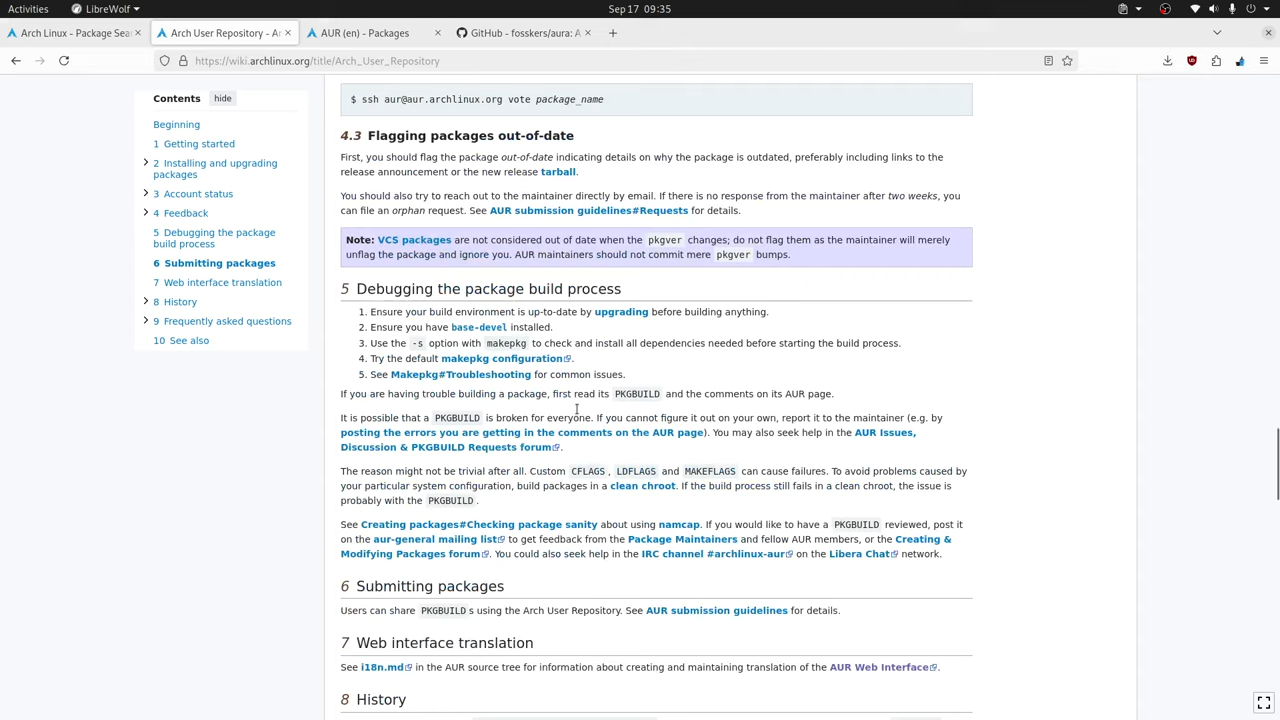 Activities
LibreWolf
Sep 17 09:35
Arch Linux - Package Sea
Arch User Repository - A
AUR (en) - Packages
GitHub - fosskers/aura: A
https://wiki.archlinux.org/title/Arch_User_Repository
Contents hide
Beginning
1 Getting started
2 Installing and upgrading
packages
3 Account status
4 Feedback
5 Debugging the package
build process
6 Submitting packages
7 Web interface translation
8 History
9 Frequently asked questions
10 See also
$ ssh aur@aur.archlinux.org vote package_name
4.3 Flagging packages out-of-date
First, you should flag the package out-of-date indicating details on why the package is outdated, preferably including links to the
release announcement or the new release tarball.
You should also try to reach out to the maintainer directly by email. If there is no response from the maintainer after two weeks, you
can file an orphan request. See AUR submission guidelines#Requests for details.
Note: VCS packages are not considered out of date when the pkgver changes; do not flag them as the maintainer will merely
unflag the package and ignore you. AUR maintainers should not commit mere pkgver bumps.
5 Debugging the package build process
1. Ensure your build environment is up-to-date by upgrading before building anything.
2. Ensure you have base-devel installed.
3. Use the -s option with makepkg to check and install all dependencies needed before starting the build process.
4. Try the default makepkg configuration.
5. See Makepkg#Troubleshooting for common issues.
If you are having trouble building a package, first read its PKGBUILD and the comments on its AUR page.
It is possible that a PKGBUILD is broken for everyone. If you cannot figure it out on your own, report it to the maintainer (e.g. by
posting the errors you are getting in the comments on the AUR page). You may also seek help in the AUR Issues,
Discussion & PKGBUILD Requests forum.
The reason might not be trivial after all. Custom CFLAGS, LDFLAGS and MAKEFLAGS can cause failures. To avoid problems caused by
your particular system configuration, build packages in a clean chroot. If the build process still fails in a clean chroot, the issue is
probably with the PKGBUILD.
See Creating packages#Checking package sanity about using namcap. If you would like to have a PKGBUILD reviewed, post it
on the aur-general mailing list to get feedback from the Package Maintainers and fellow AUR members, or the Creating &
Modifying Packages forum. You could also seek help in the IRC channel #archlinux-aur on the Libera Chat network.
6 Submitting packages
Users can share PKGBUILDs using the Arch User Repository. See AUR submission guidelines for details.
7 Web interface translation
See i18n.md in the AUR source tree for information about creating and maintaining translation of the AUR Web Interface.
8 History